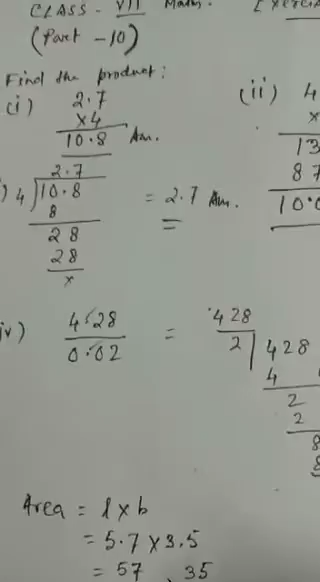 CLASS - VII Maths.
(Part - 10)
Find the product:
(i) 2.7
×4
10.8 Ans.
(ii) 4
×
13
87
10.0
2.7
4 10.8 = 2.7 Ans.
8
28
28
×
iv) 4.28 = 428
0.02 2 428
4
2
2
8
8
Area = l × b
= 5.7 × 3.5
= 57 35